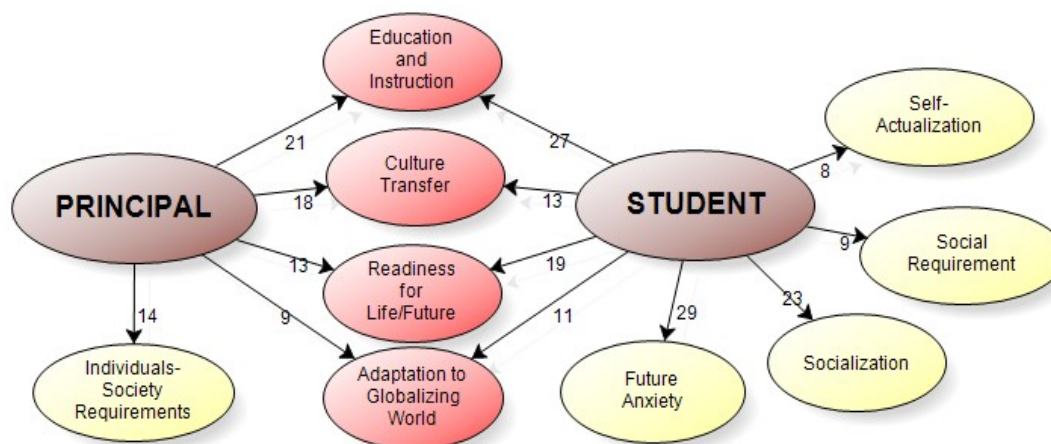 Education
and
Instruction
Self-
Actualization
21
27
Culture
Transfer
8
PRINCIPAL
STUDENT
18
13
9
Social
Requirement
13
Readiness
for
Life/Future
19
14
9
11
29
23
Individuals-
Society
Requirements
Adaptation to
Globalizing
World
Future
Anxiety
Socialization